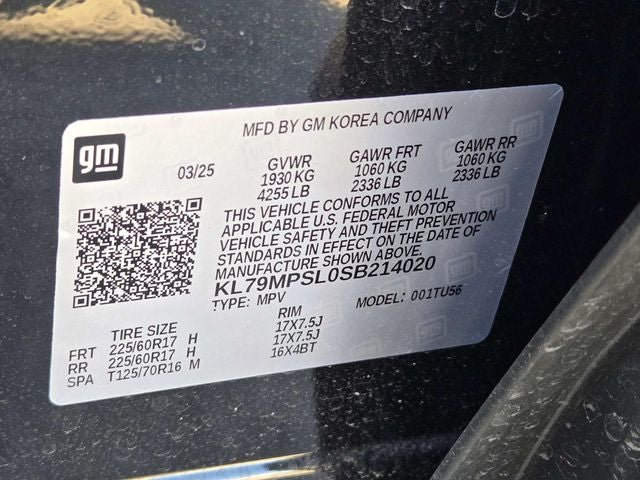 gm
MFD BY GM KOREA COMPANY
03/25 GVWR GAWR FRT GAWR RR
1930 KG 1060 KG 1060 KG
4255 LB 2336 LB 2336 LB
THIS VEHICLE CONFORMS TO ALL
APPLICABLE U.S. FEDERAL MOTOR
VEHICLE SAFETY AND THEFT PREVENTION
STANDARDS IN EFFECT ON THE DATE OF
MANUFACTURE SHOWN ABOVE.
KL79MPSL0SB214020
TYPE: MPV MODEL: 001TU56
TIRE SIZE RIM
FRT 225/60R17 H 17X7.5J
RR 225/60R17 H 17X7.5J
SPA T125/70R16 M 16X4BT